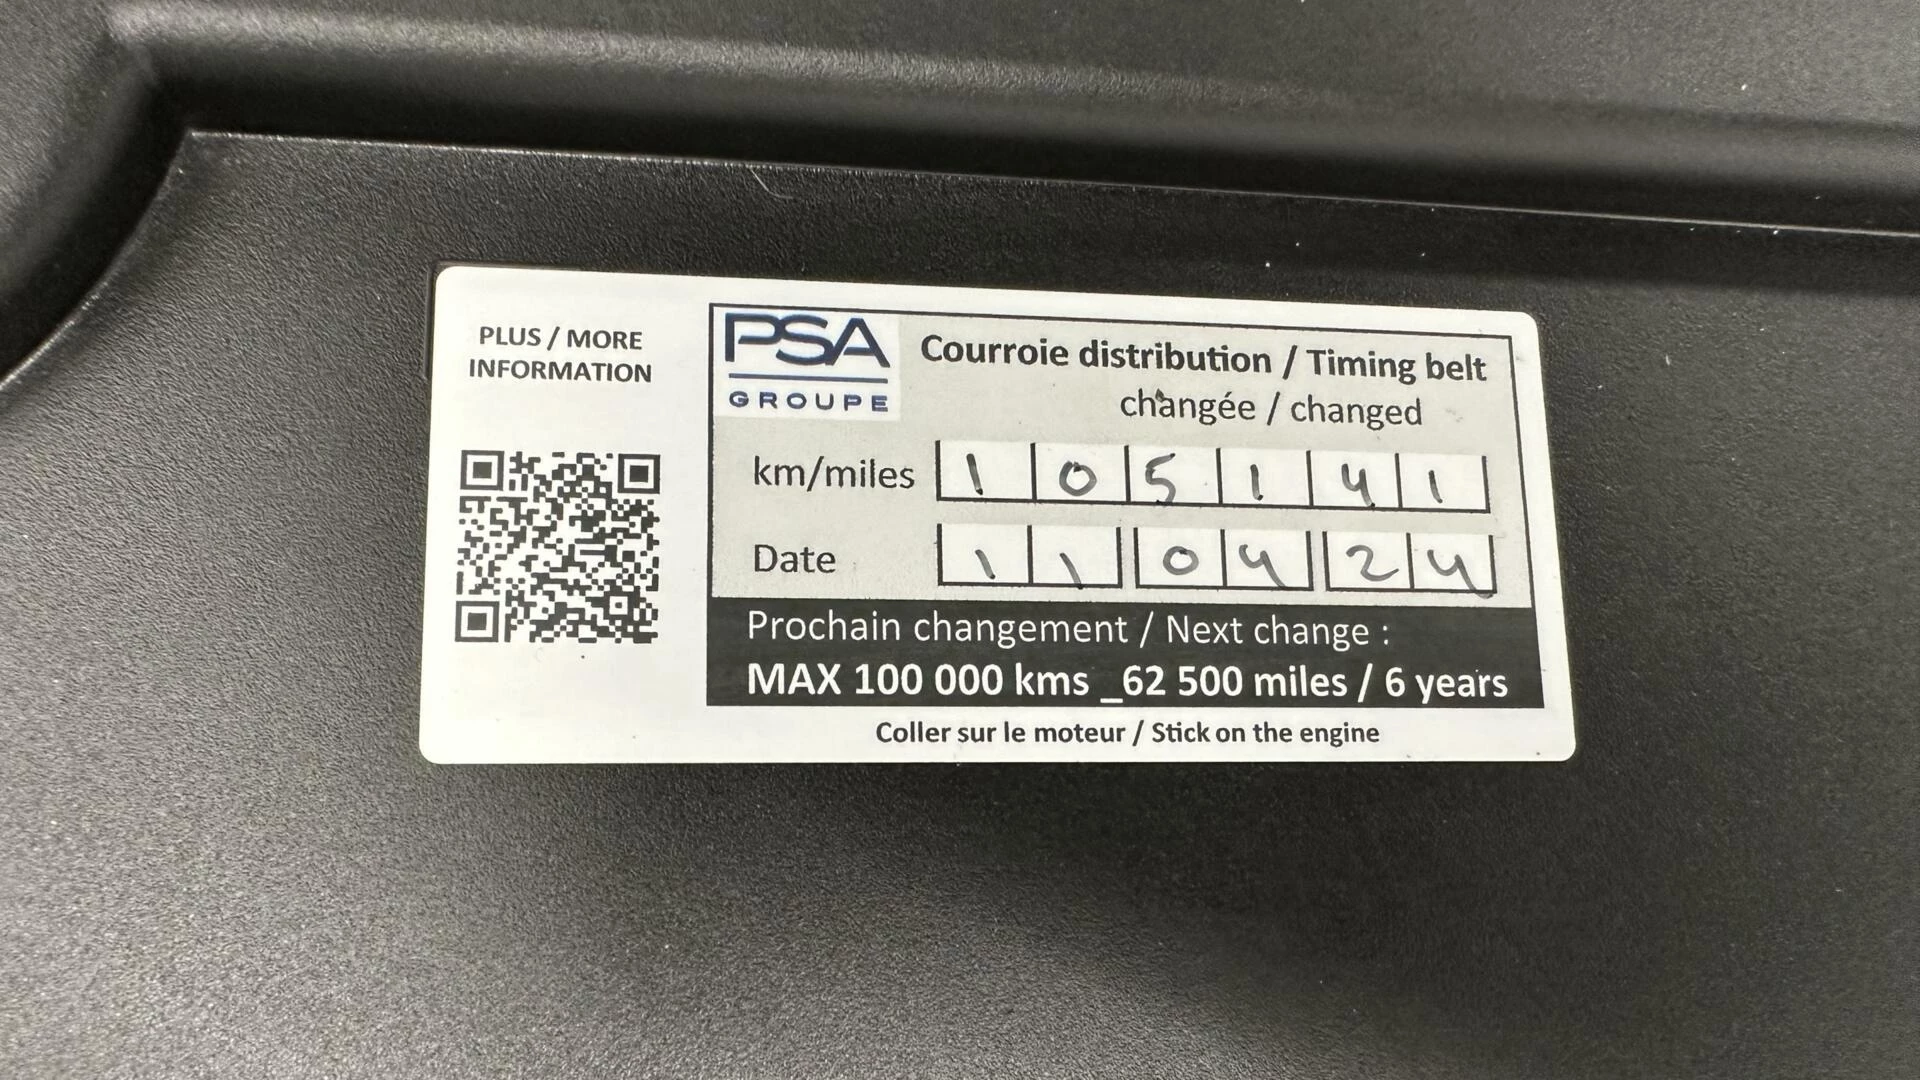 PLUS / MORE
INFORMATION
PSA
GROUPE
Courroie distribution / Timing belt
changée / changed
km/miles 1 0 5 1 4 1
Date 1 1 0 4 2 4
Prochain changement / Next change :
MAX 100 000 kms _62 500 miles / 6 years
Coller sur le moteur / Stick on the engine